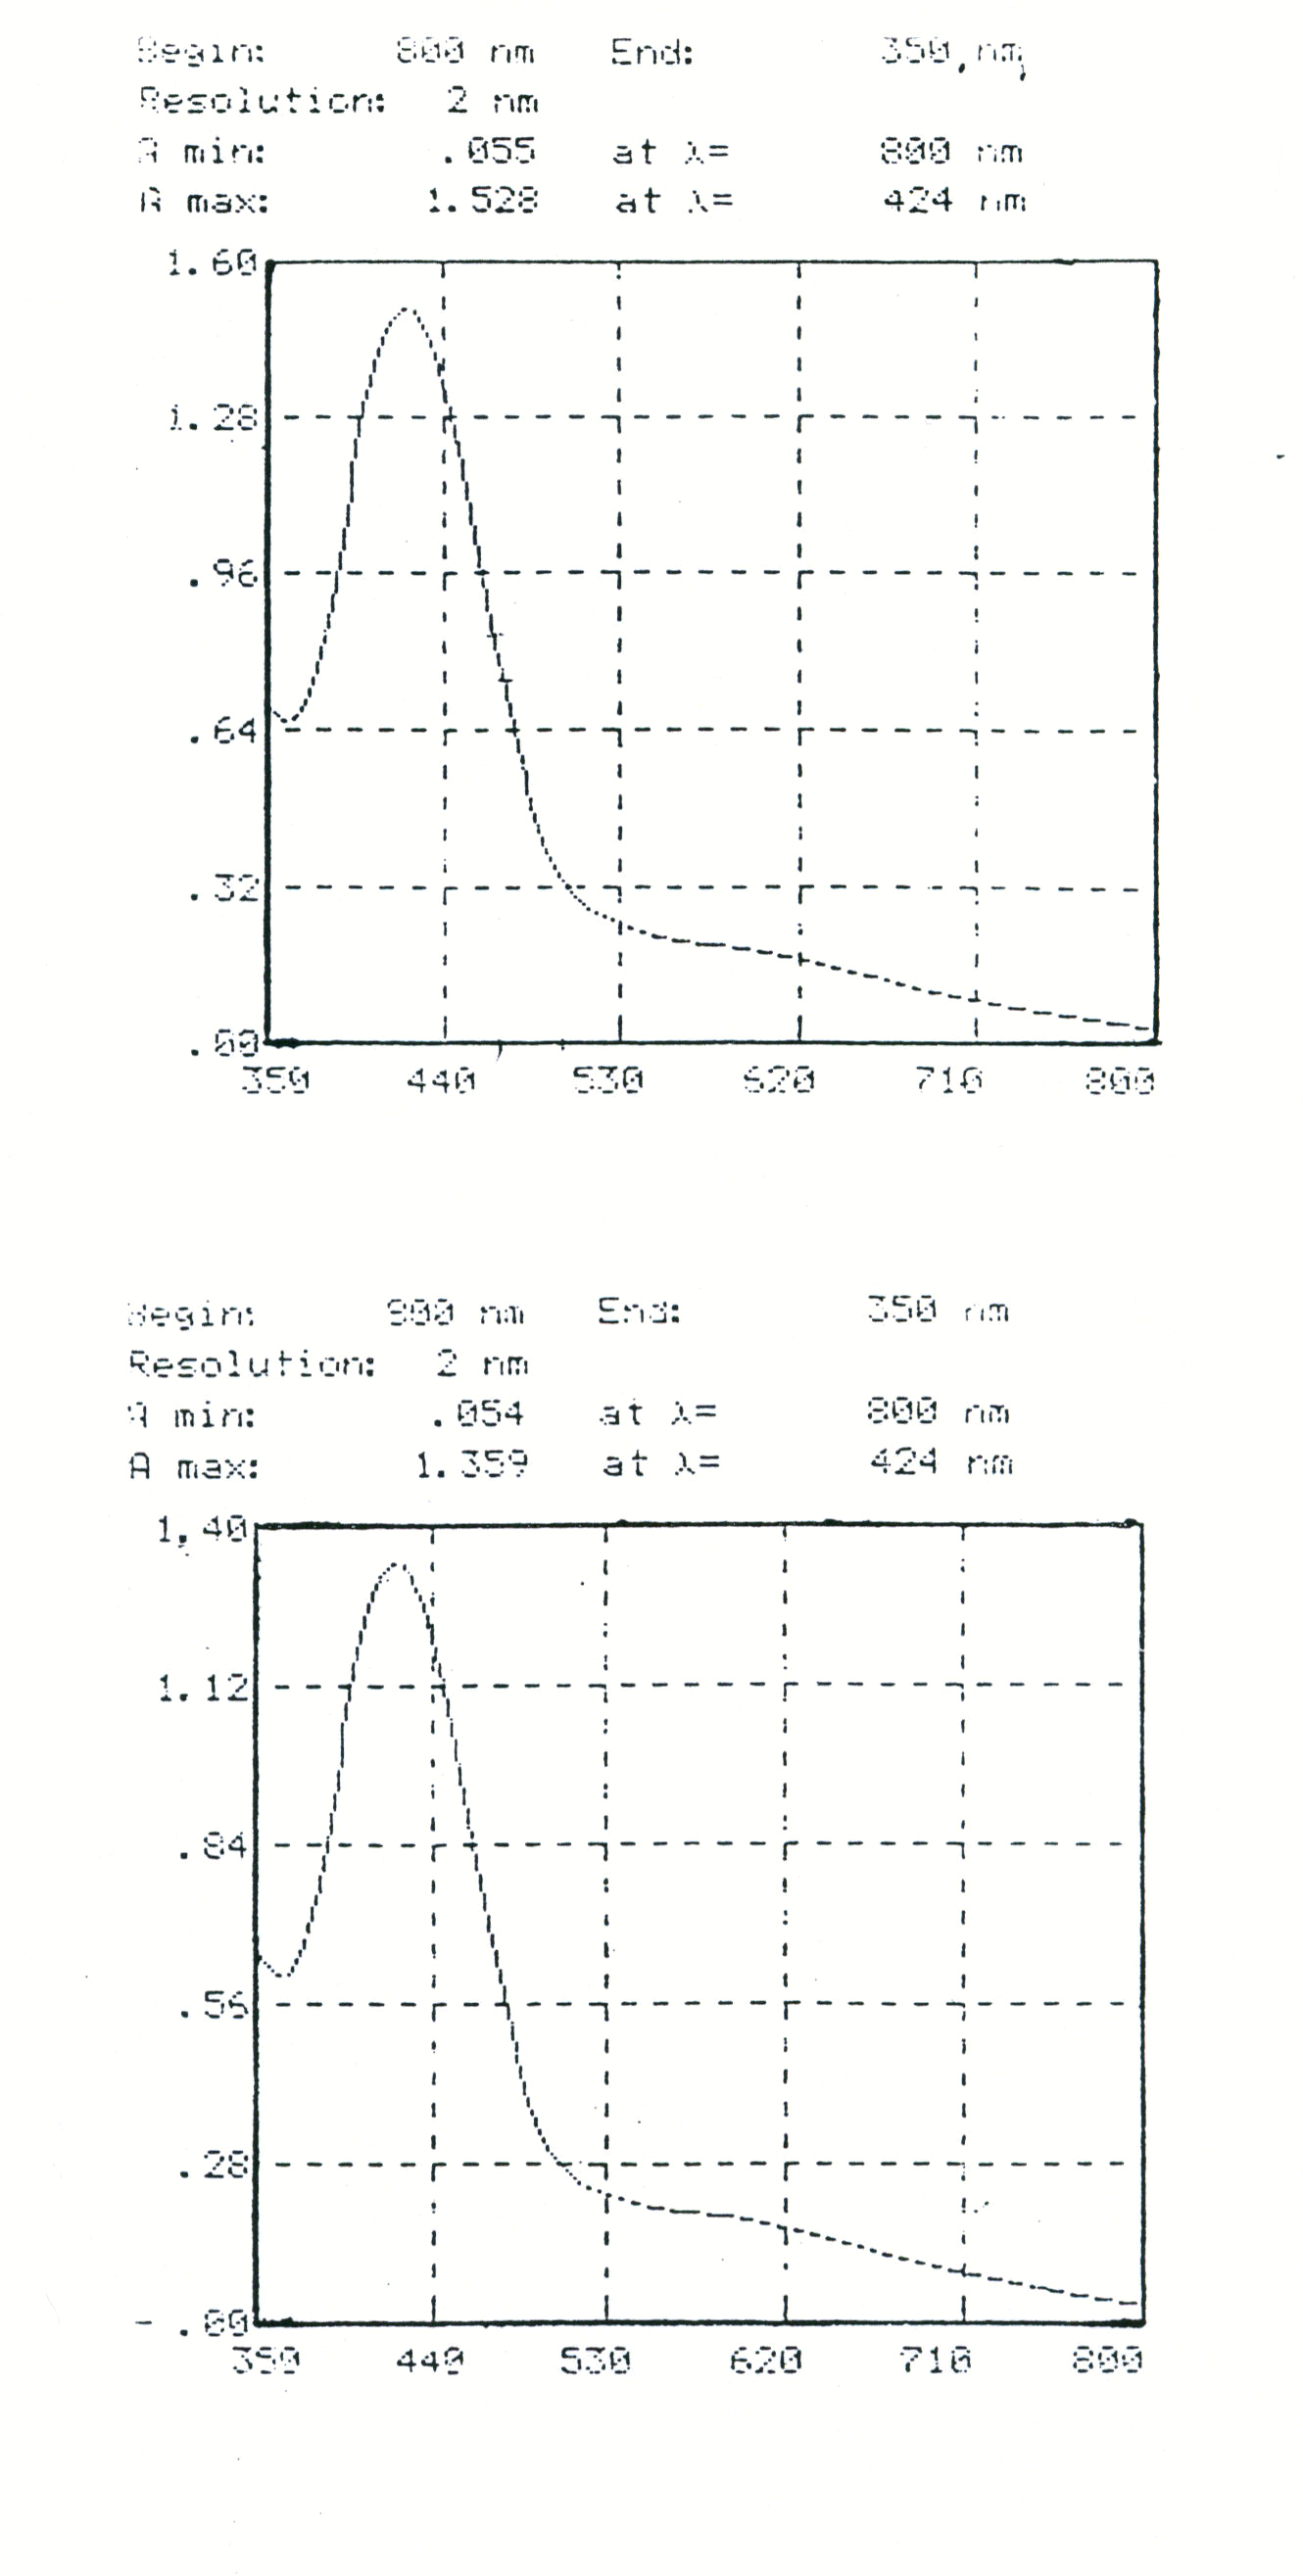 Begin: 800 nm End: 350 nm
Resolution: 2 nm
A min: .055 at λ= 800 nm
A max: 1.528 at λ= 424 nm
1.60
1.28
.96
.64
.32
.00
350 440 530 620 710 800
Begin: 800 nm End: 350 nm
Resolution: 2 nm
A min: .054 at λ= 800 nm
A max: 1.359 at λ= 424 nm
1.40
1.12
.84
.56
.28
- .00
350 440 530 620 710 800